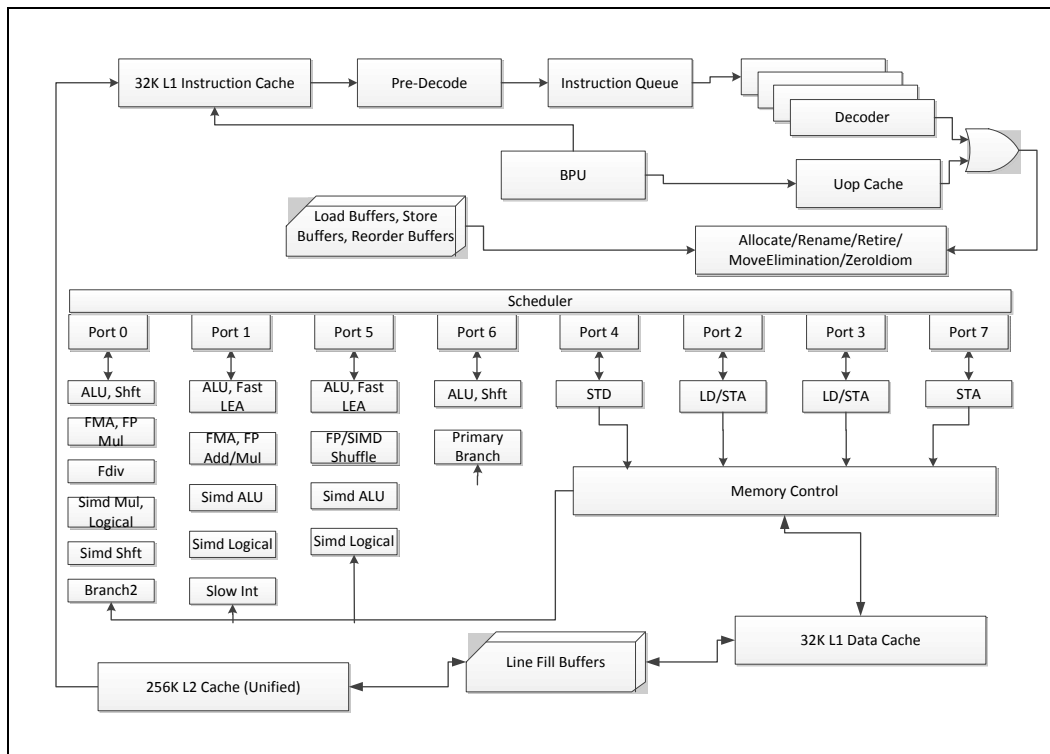 32K L1 Instruction Cache
Pre-Decode
Instruction Queue
Decoder
BPU
Uop Cache
Load Buffers, Store
Buffers, Reorder Buffers
Allocate/Rename/Retire/
MoveElimination/ZeroIdiom
Scheduler
Port 0
Port 1
Port 5
Port 6
Port 4
Port 2
Port 3
Port 7
ALU, Shft
ALU, Fast
LEA
ALU, Fast
LEA
ALU, Shft
STD
LD/STA
LD/STA
STA
FMA, FP
Mul
FMA, FP
Add/Mul
FP/SIMD
Shuffle
Primary
Branch
Fdiv
Simd ALU
Simd ALU
Memory Control
Simd Mul,
Logical
Simd Shft
Simd Logical
Simd Logical
Branch2
Slow Int
32K L1 Data Cache
Line Fill Buffers
256K L2 Cache (Unified)